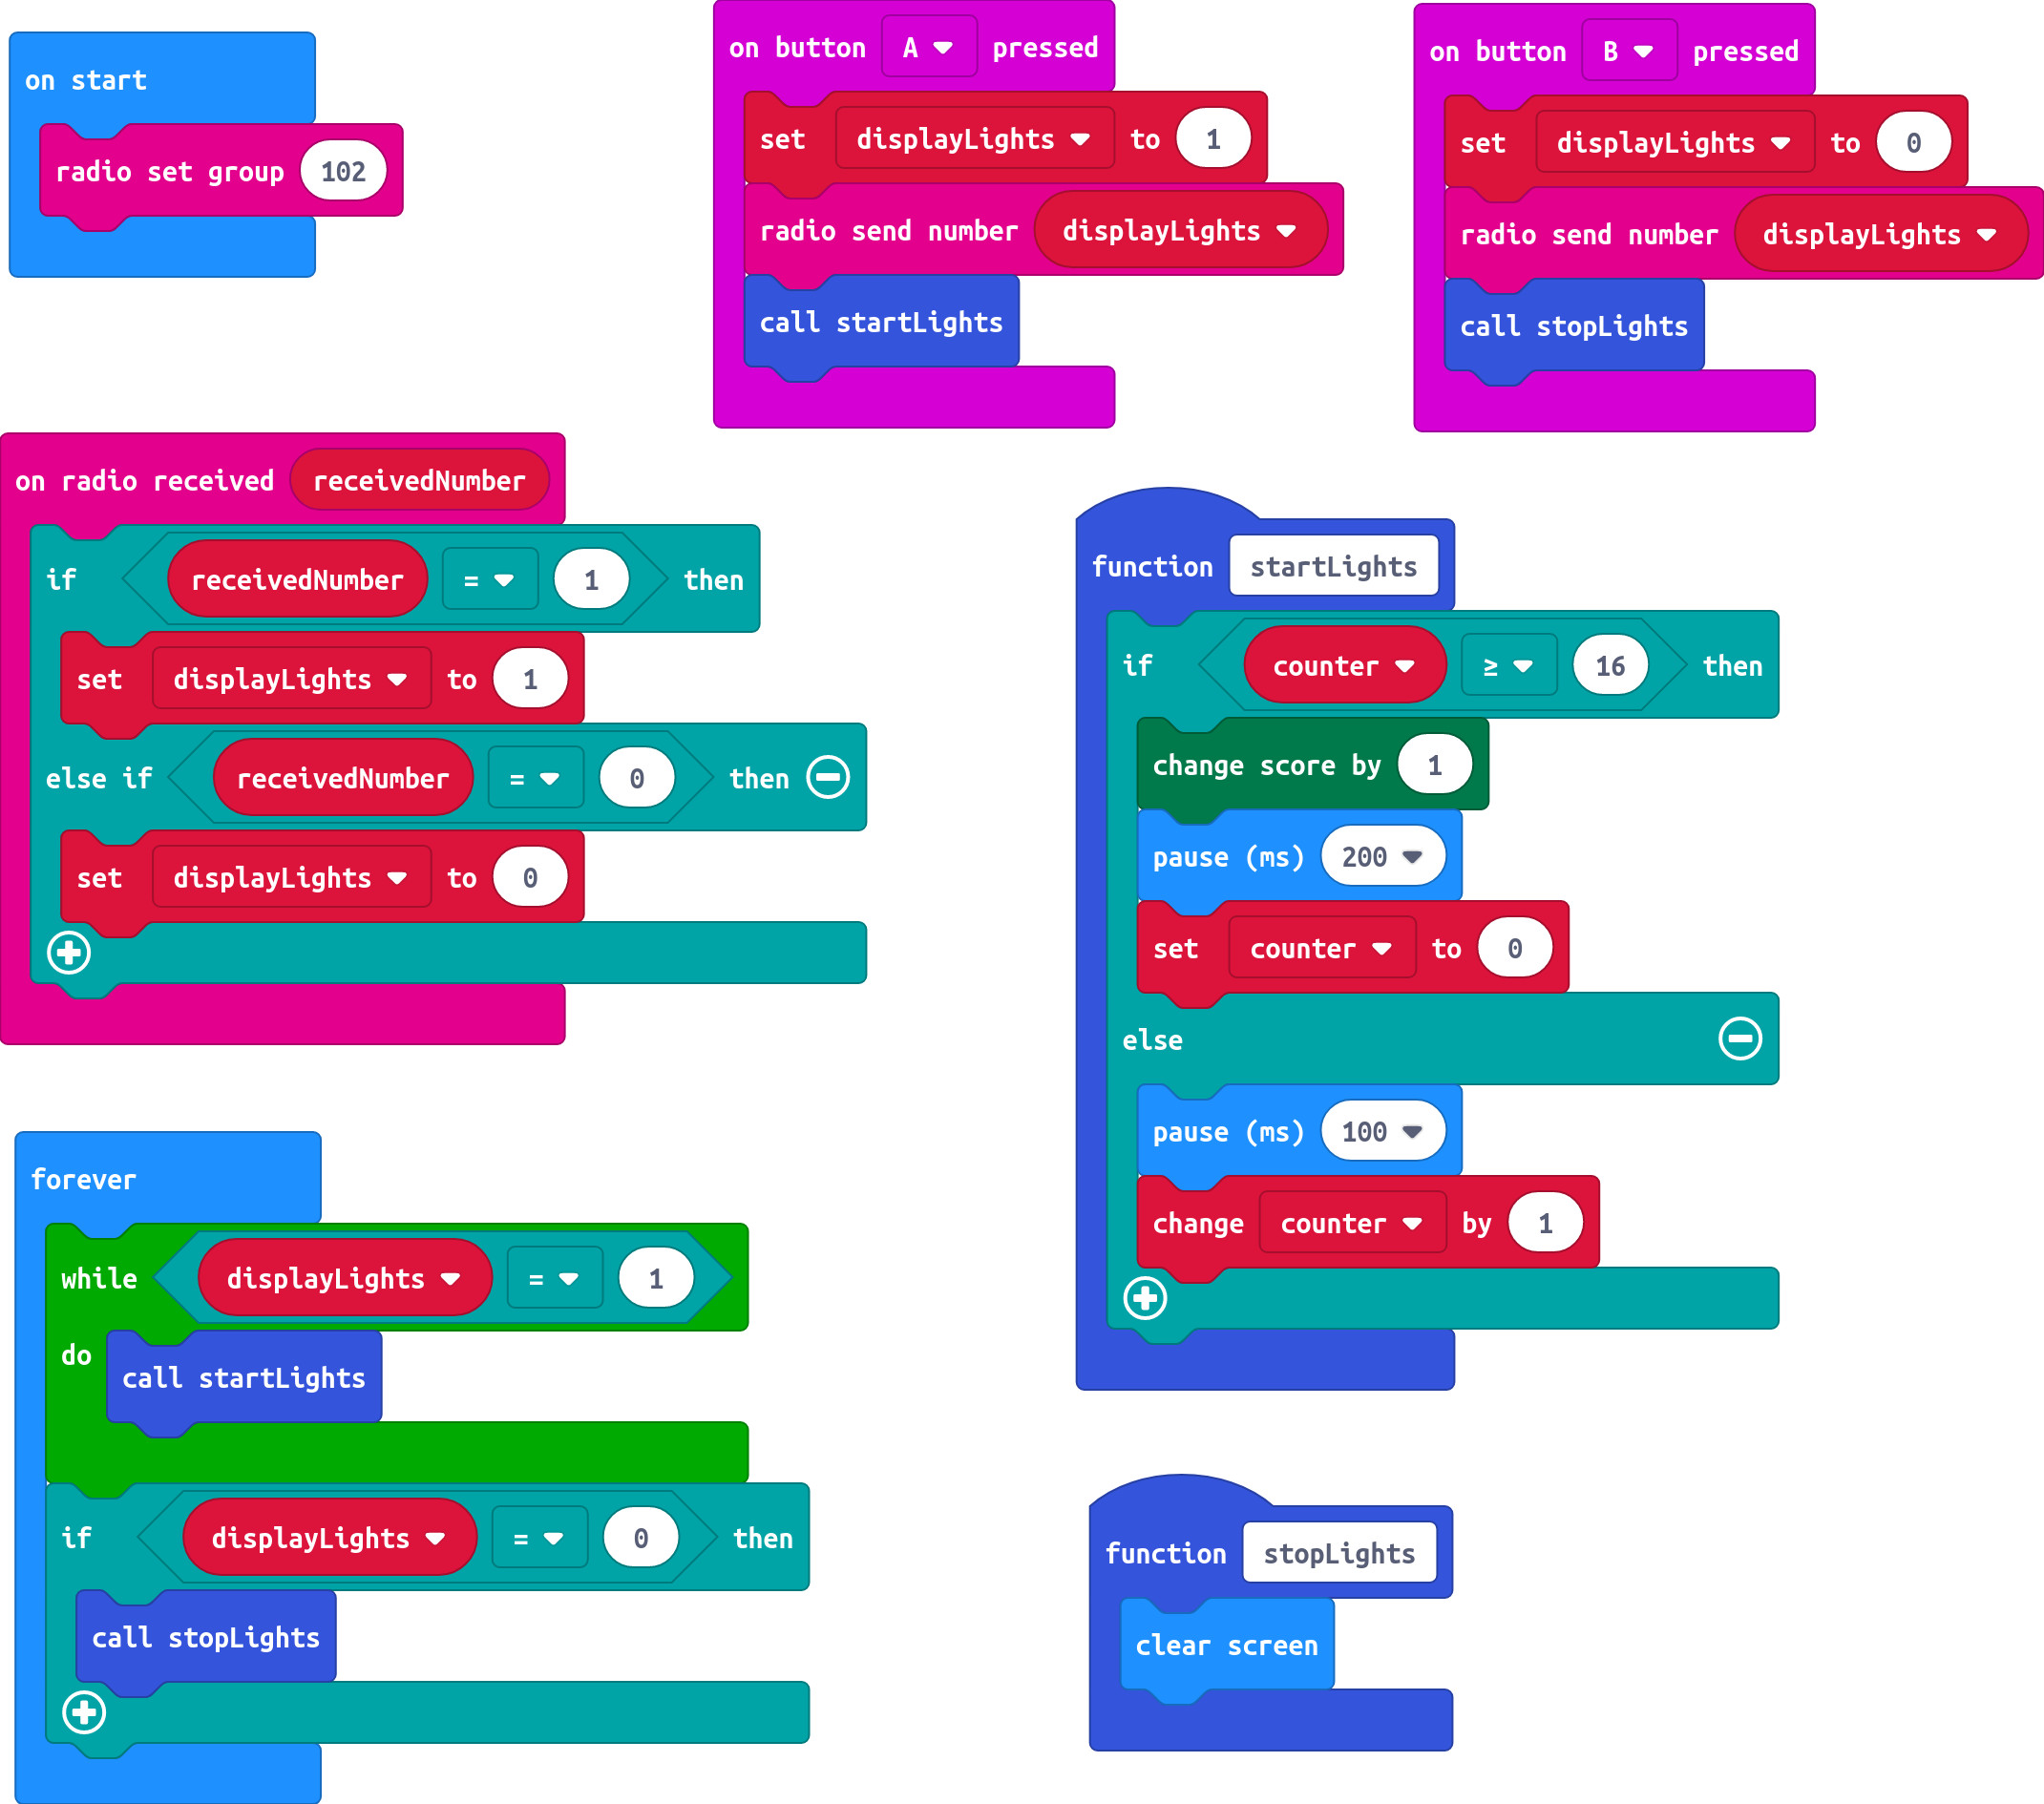 on start
radio set group 102
on button A pressed
set displayLights to 1
radio send number displayLights
call startLights
on button B pressed
set displayLights to 0
radio send number displayLights
call stopLights
on radio received receivedNumber
if receivedNumber = 1 then
set displayLights to 1
else if receivedNumber = 0 then
set displayLights to 0
function startLights
if counter ≥ 16 then
change score by 1
pause (ms) 200
set counter to 0
else
pause (ms) 100
change counter by 1
forever
while displayLights = 1
do call startLights
if displayLights = 0 then
call stopLights
function stopLights
clear screen